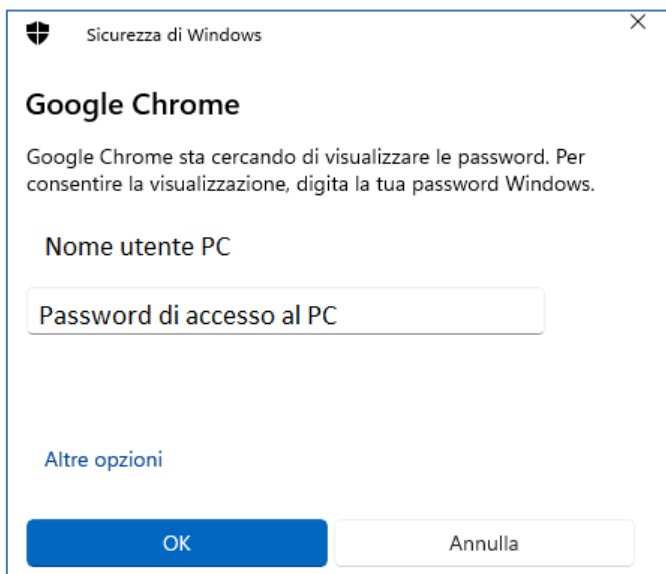 Sicurezza di Windows
Google Chrome
Google Chrome sta cercando di visualizzare le password. Per
consentire la visualizzazione, digita la tua password Windows.
Nome utente PC
Password di accesso al PC
Altre opzioni
OK
Annulla